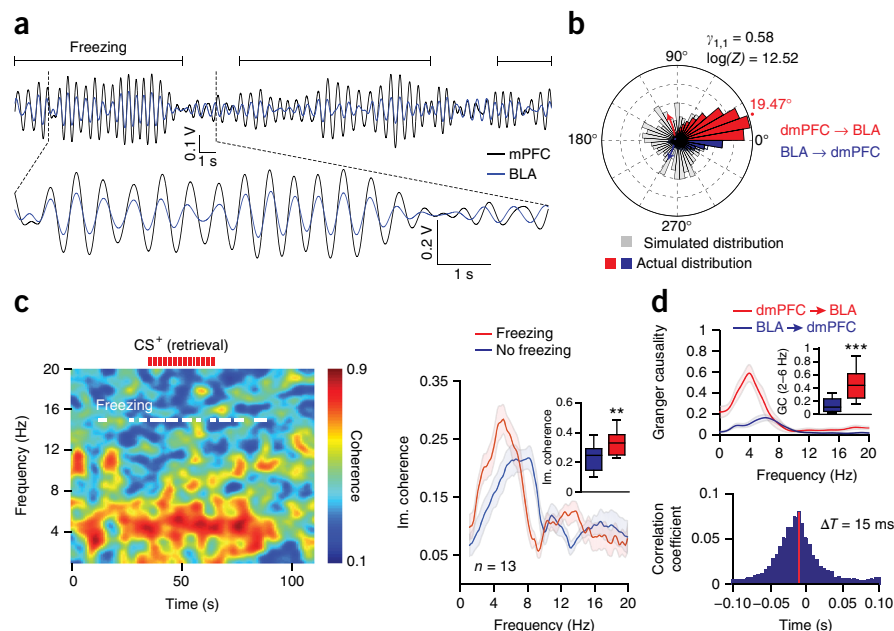 a
Freezing
0.1 V
1 s
mPFC
BLA
0.2 V
1 s
b
γ1,1 = 0.58
log(Z) = 12.52
90°
19.47°
180°
0°
dmPFC → BLA
BLA → dmPFC
270°
Simulated distribution
Actual distribution
c
CS+ (retrieval)
Freezing
20
16
12
8
4
Frequency (Hz)
0 50 100
Time (s)
0.9
Coherence
0.1
Freezing
No freezing
0.35
0.25
0.15
0.05
Im. coherence
n = 13
0 4 8 12 16 20
Frequency (Hz)
0.6
0.4
0.2
0
Im. coherence
**
d
dmPFC → BLA
BLA → dmPFC
1
0.8
0.6
0.4
0.2
0
Granger causality
1.0
0.8
0.6
0.4
0.2
0
GC (2–6 Hz)
***
0 4 8 12 16 20
Frequency (Hz)
0.08
0.05
0
Correlation
coefficient
ΔT = 15 ms
−0.10 −0.05 0 0.05 0.10
Time (s)